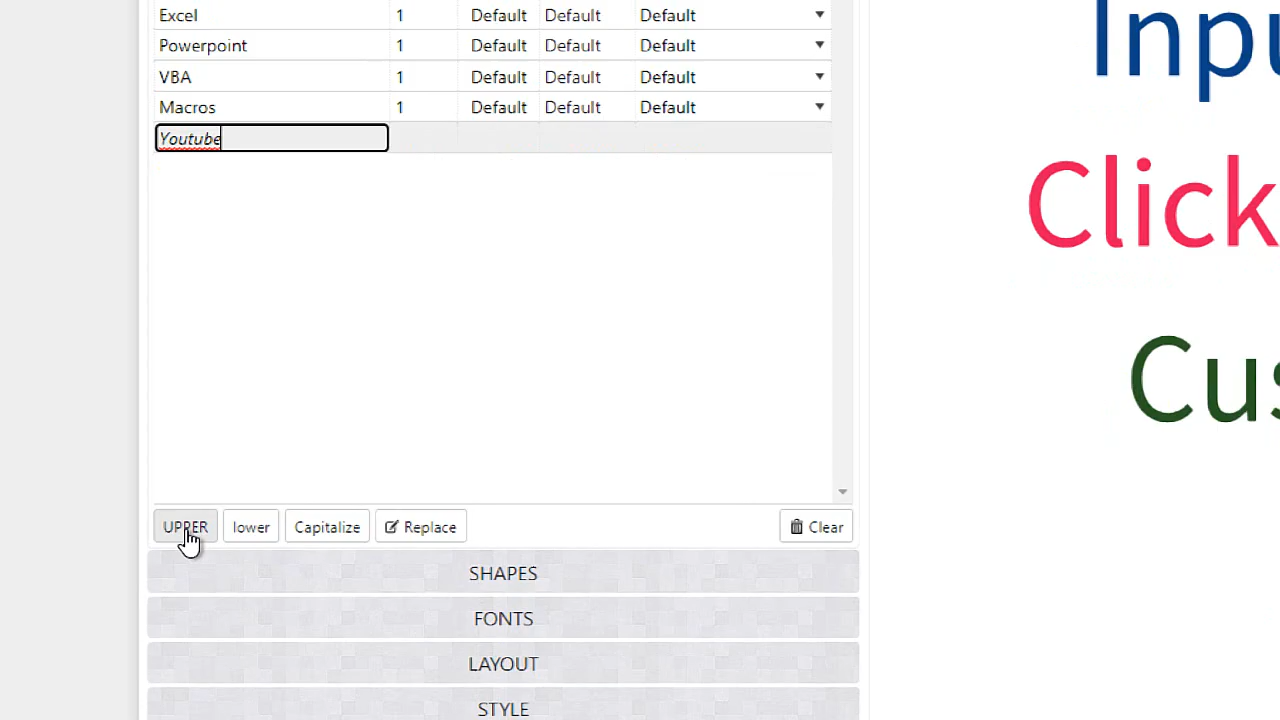 Excel 1 Default Default Default
Powerpoint 1 Default Default Default
VBA 1 Default Default Default
Macros 1 Default Default Default
Youtube
UPPER lower Capitalize Replace Clear
SHAPES
FONTS
LAYOUT
STYLE
Inpu
Click
Cus